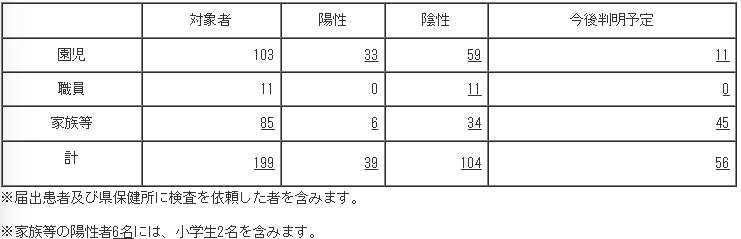 対象者 陽性 陰性 今後判明予定
園児 103 33 59 11
職員 11 0 11 0
家族等 85 6 34 45
計 199 39 104 56
※届出患者及び県保健所に検査を依頼した者を含みます。
※家族等の陽性者6名には、小学生2名を含みます。